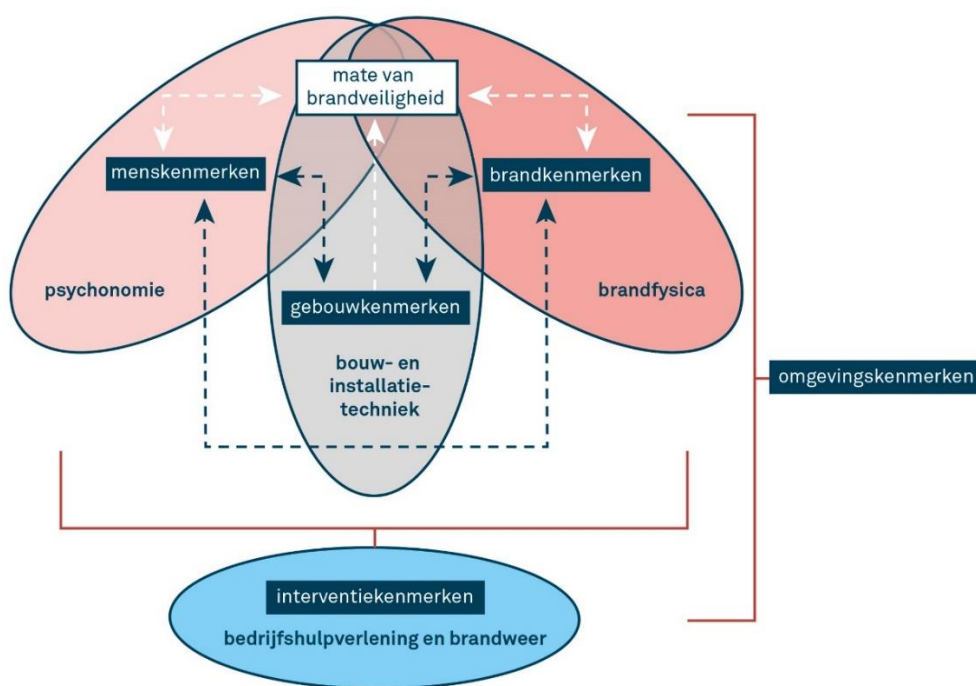 mate van
brandveiligheid
menskenmerken
brandkenmerken
psychonomie
brandfysica
gebouwkenmerken
bouw- en
installatie-
techniek
omgevingskenmerken
interventiekenmerken
bedrijfshulpverlening en brandweer